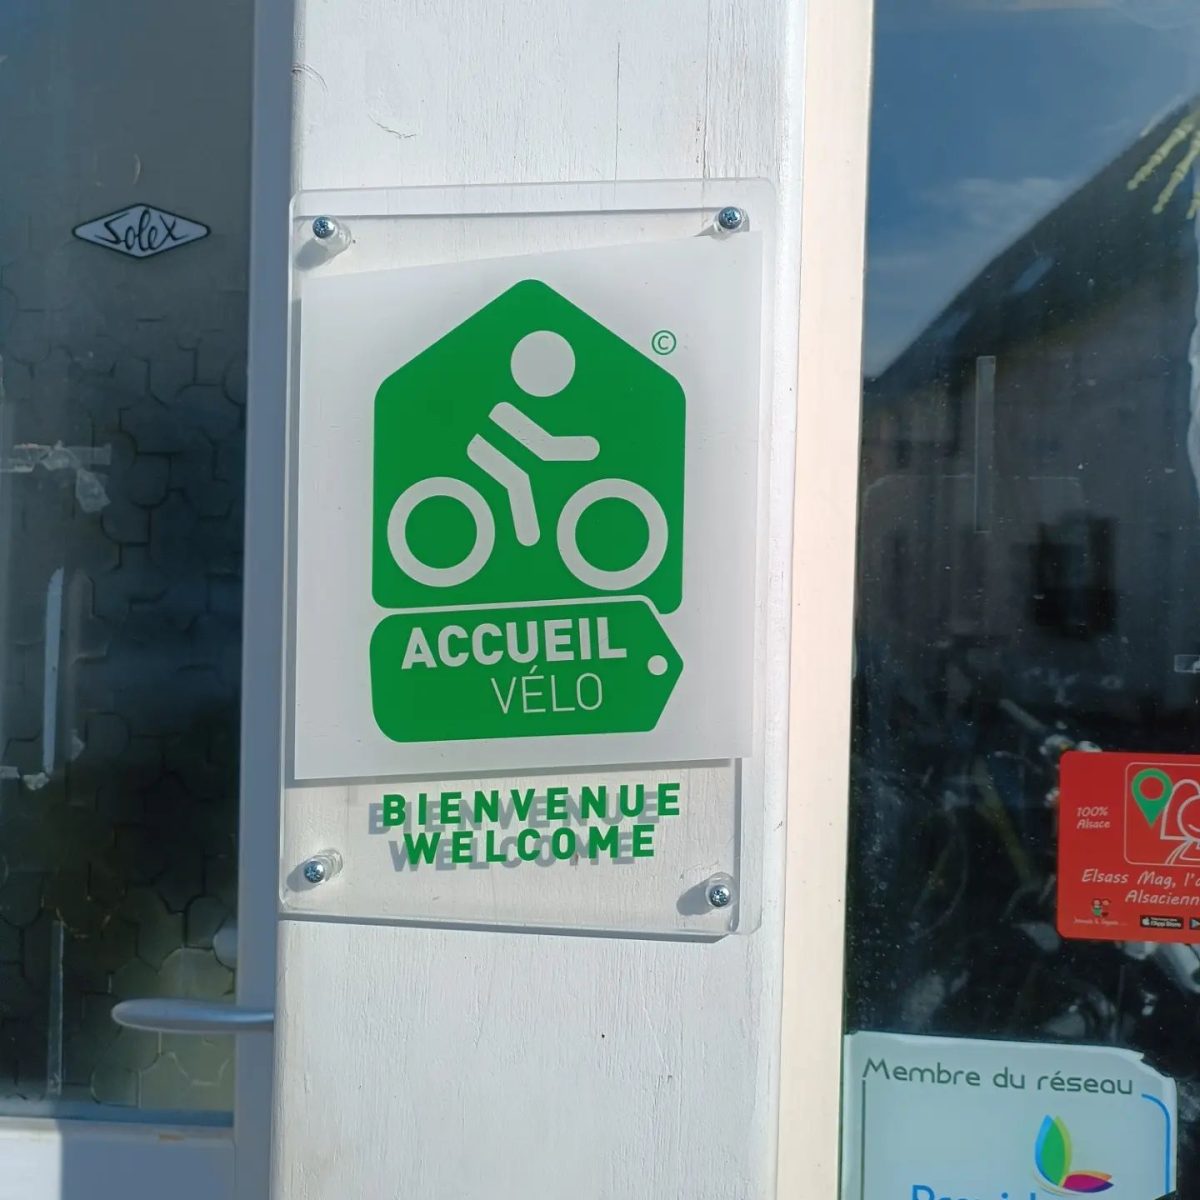 Solex
©
ACCUEIL
VÉLO
BIENVENUE
WELCOME
100%
Alsace
Elsass Mag, l'a
Alsacienn
Membre du réseau